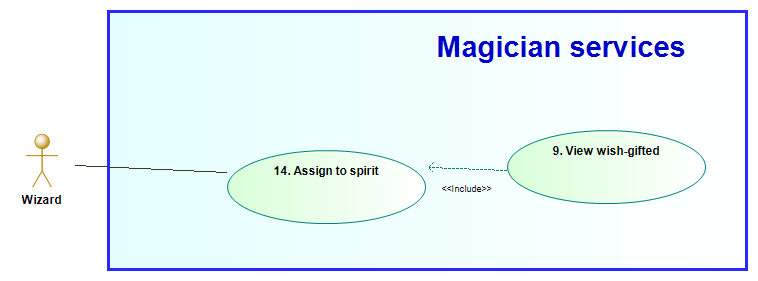 Magician services
9. View wish-gifted
14. Assign to spirit
<<Include>>
Wizard